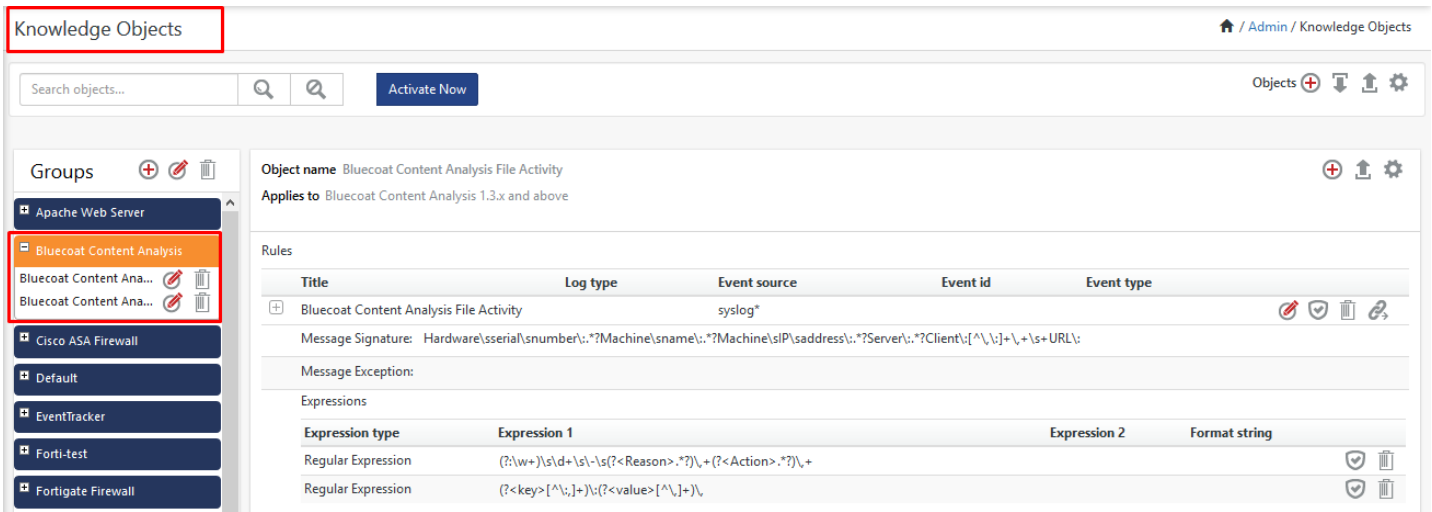 Knowledge Objects
/ Admin / Knowledge Objects
Search objects...
Activate Now
Objects
Groups
Apache Web Server
Bluecoat Content Analysis
Bluecoat Content Ana...
Bluecoat Content Ana...
Cisco ASA Firewall
Default
EventTracker
Forti-test
Fortigate Firewall
Object name Bluecoat Content Analysis File Activity
Applies to Bluecoat Content Analysis 1.3.x and above
Rules
Title Log type Event source Event id Event type
Bluecoat Content Analysis File Activity syslog*
Message Signature: Hardware\sserial\snumber\:.*?Machine\sname\:.*?Machine\sIP\saddress\:.*?Server\:.*?Client\:[^\,\:]+\,+\s+URL\:
Message Exception:
Expressions
Expression type Expression 1 Expression 2 Format string
Regular Expression (?:\w+)\s\d+\s\-\s(?<Reason>.*?)\,+(?<Action>.*?)\,+
Regular Expression (?<key>[^\:,]+)\:(?<value>[^\,]+)\,